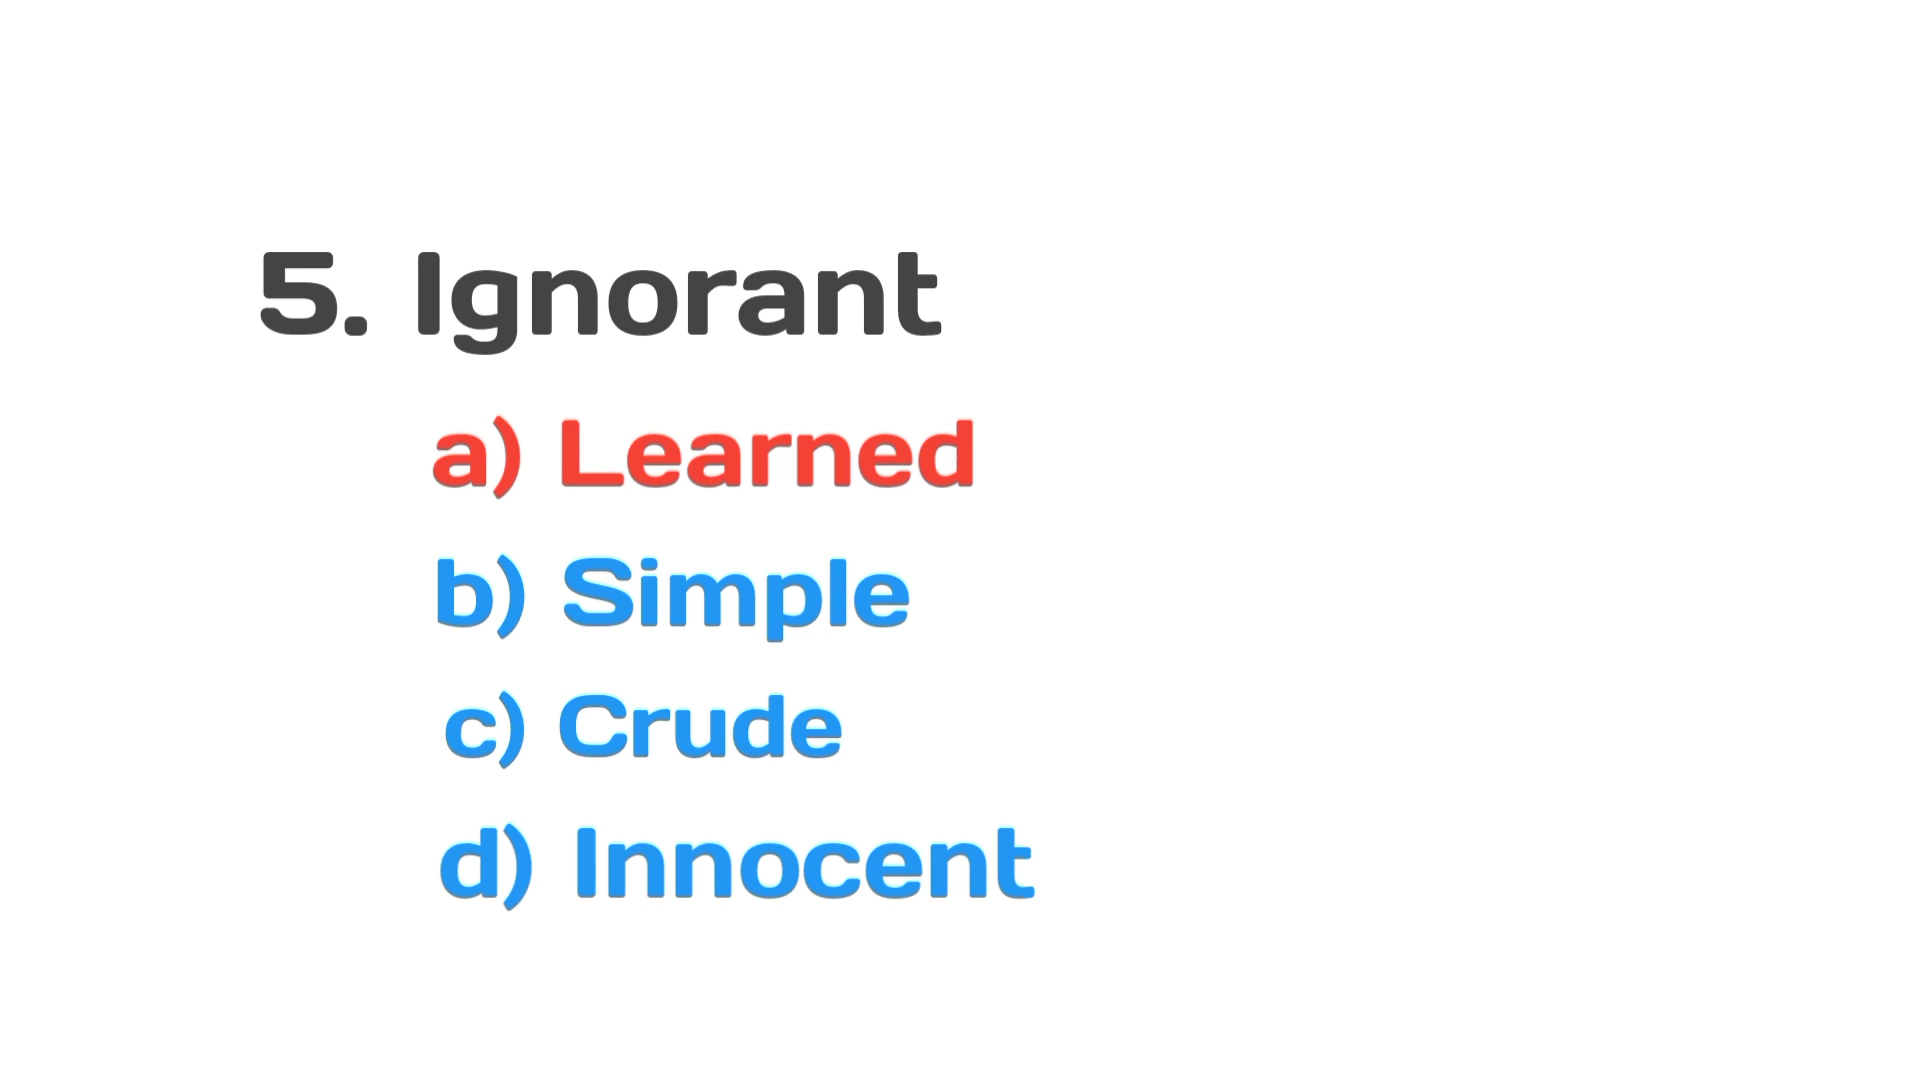 5. Ignorant
a) Learned
b) Simple
c) Crude
d) Innocent